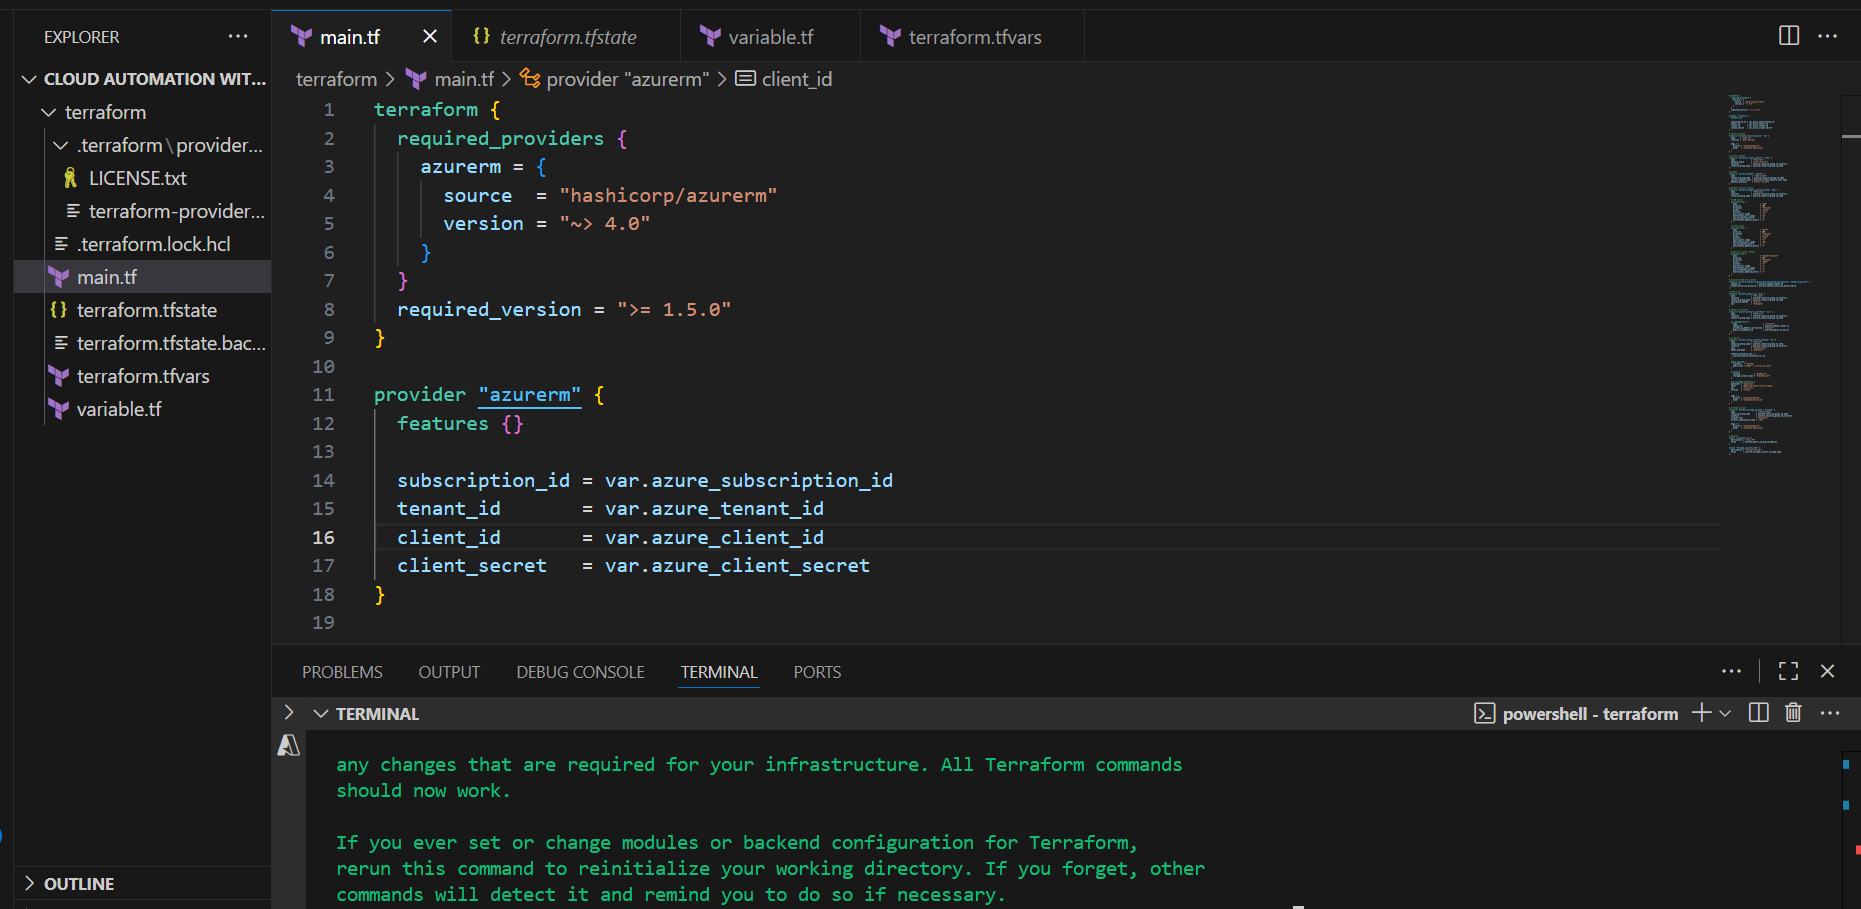 EXPLORER
CLOUD AUTOMATION WIT...
terraform
.terraform\provider...
LICENSE.txt
terraform-provider...
.terraform.lock.hcl
main.tf
terraform.tfstate
terraform.tfstate.bac...
terraform.tfvars
variable.tf
OUTLINE
main.tf
terraform.tfstate
variable.tf
terraform.tfvars
terraform > main.tf > provider "azurerm" > client_id
1 terraform {
2 required_providers {
3 azurerm = {
4 source = "hashicorp/azurerm"
5 version = "~> 4.0"
6 }
7 }
8 required_version = ">= 1.5.0"
9 }
10
11 provider "azurerm" {
12 features {}
13
14 subscription_id = var.azure_subscription_id
15 tenant_id = var.azure_tenant_id
16 client_id = var.azure_client_id
17 client_secret = var.azure_client_secret
18 }
19
PROBLEMS OUTPUT DEBUG CONSOLE TERMINAL PORTS
TERMINAL
powershell - terraform
any changes that are required for your infrastructure. All Terraform commands
should now work.
If you ever set or change modules or backend configuration for Terraform,
rerun this command to reinitialize your working directory. If you forget, other
commands will detect it and remind you to do so if necessary.